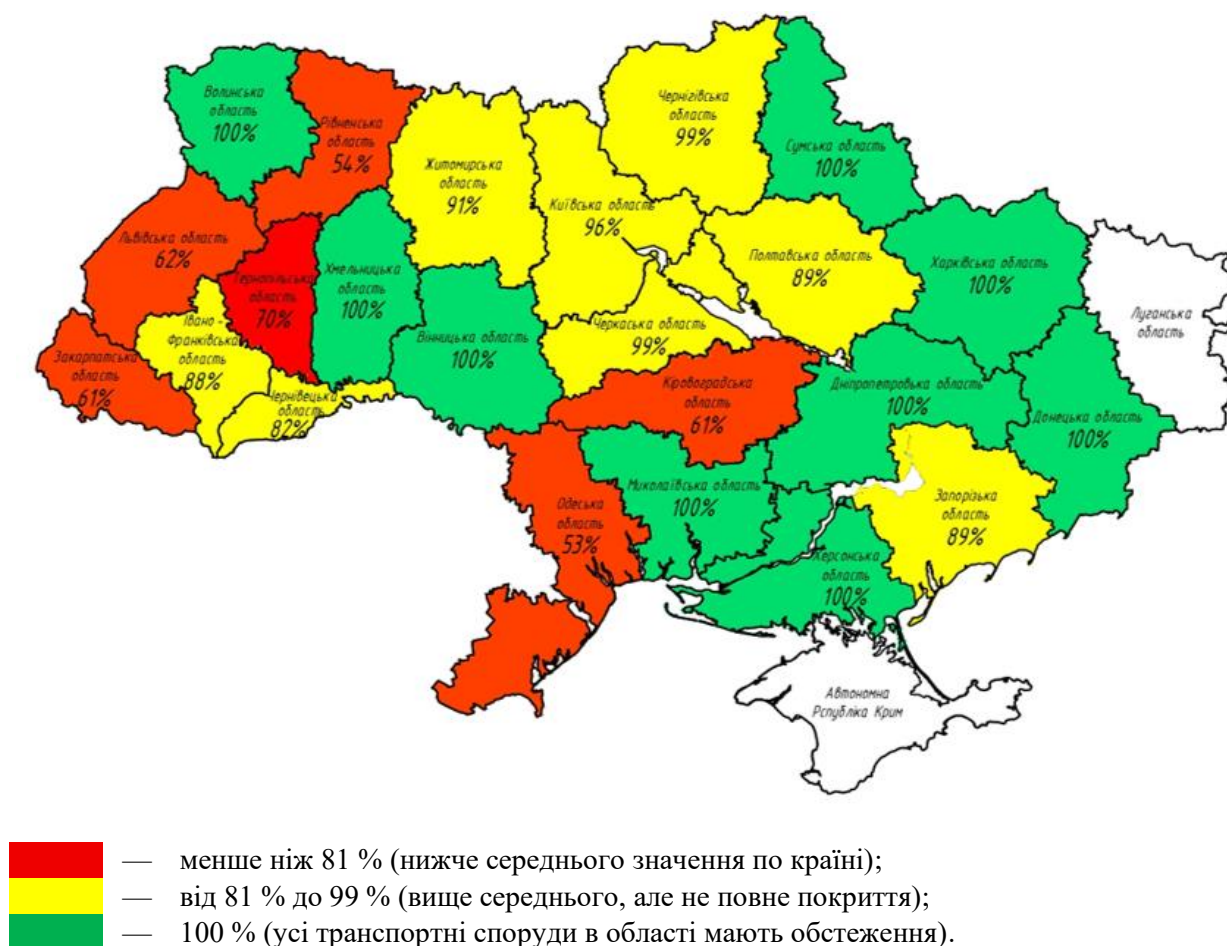 Волинська
область
100%
Рівненська
область
54%
Житомирська
область
91%
Чернігівська
область
99%
Сумська область
100%
Київська область
96%
Львівська область
62%
Тернопільська
область
70%
Хмельницька
область
100%
Полтавська область
89%
Харківська область
100%
Луганська
область
Івано -
Франківська
область
88%
Закарпатська
область
61%
Чернівецька
область
82%
Вінницька область
100%
Черкаська область
99%
Кіровоградська
область
61%
Дніпропетровська область
100%
Донецька область
100%
Одеська
область
53%
Миколаївська область
100%
Запорізька
область
89%
Херсонська
область
100%
Автономна
Рспубліка Крим
— менше ніж 81 % (нижче середнього значення по країні);
— від 81 % до 99 % (вище середнього, але не повне покриття);
— 100 % (усі транспортні споруди в області мають обстеження).